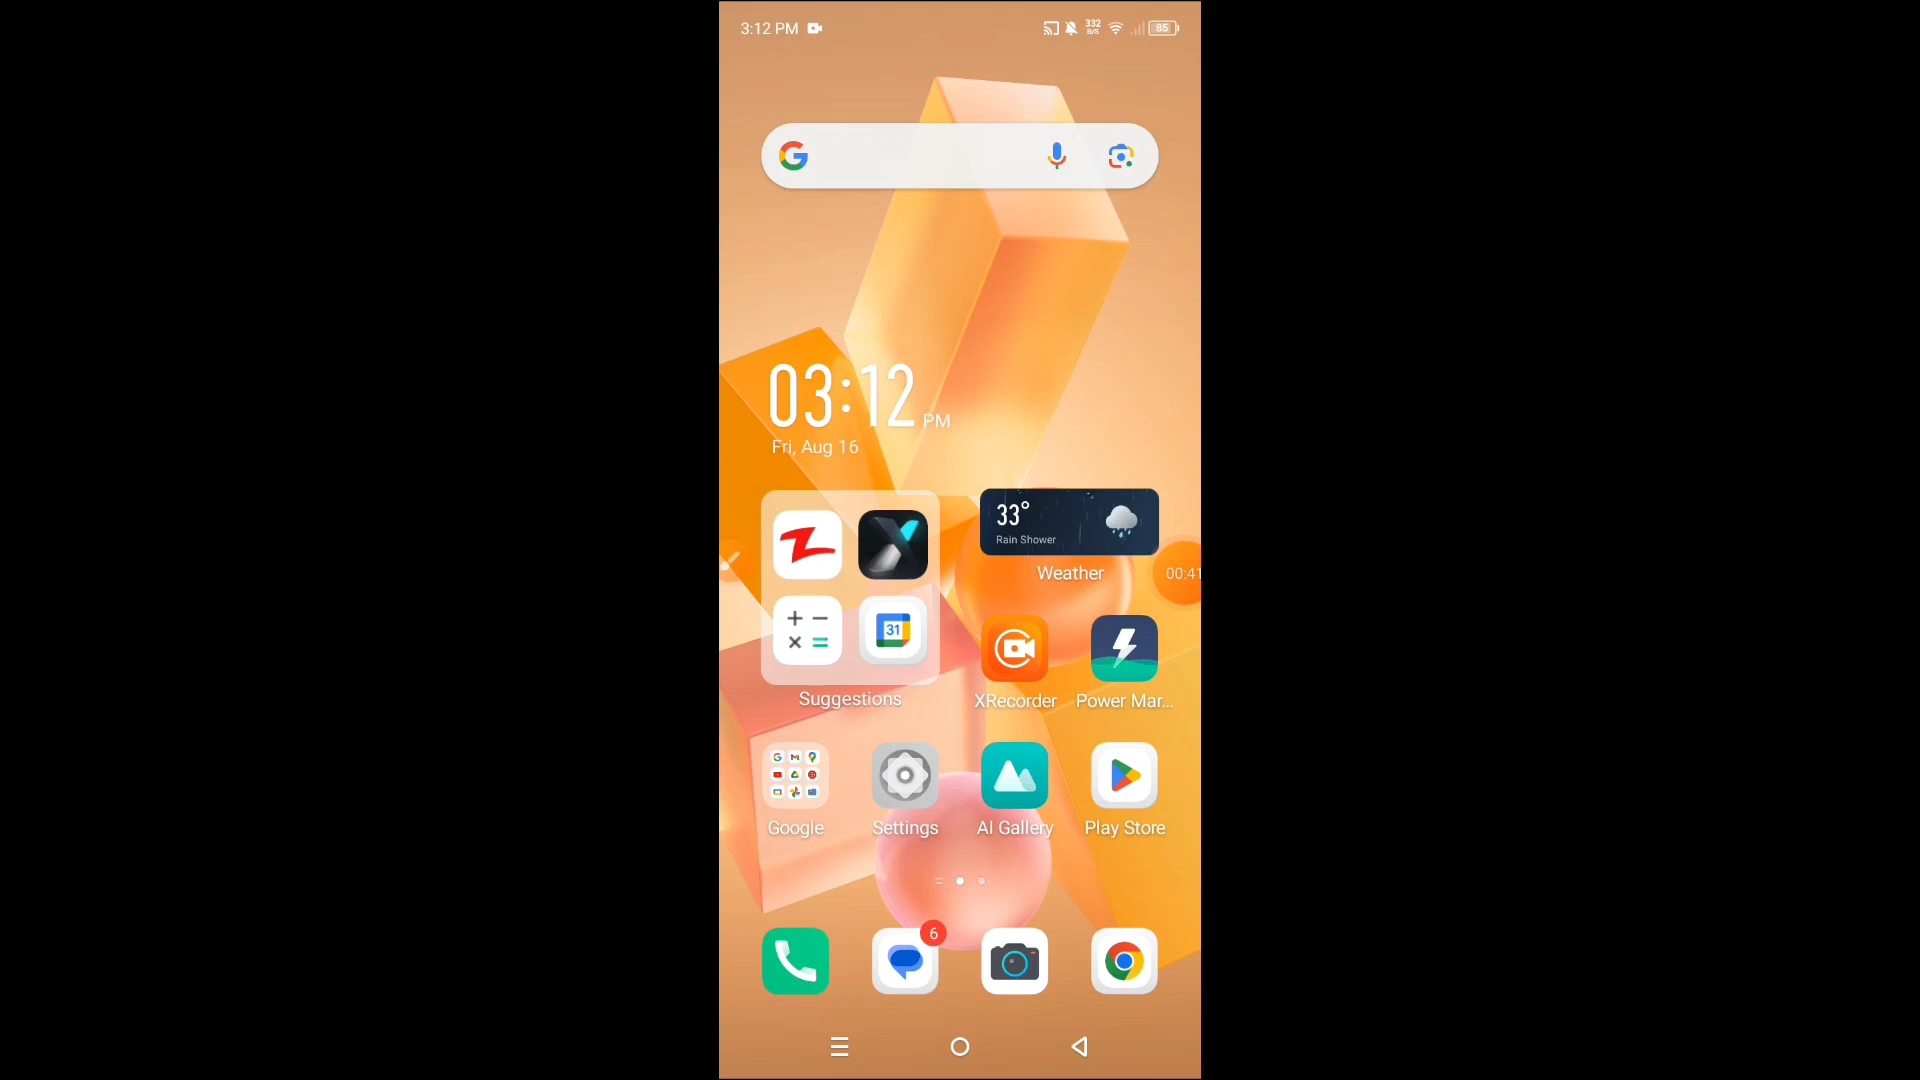 3:12 PM
332
B/S
85
03:12 PM
Fri, Aug 16
33°
Rain Shower
Weather
00:41
31
Suggestions
XRecorder
Power Mar...
Google
Settings
AI Gallery
Play Store
6